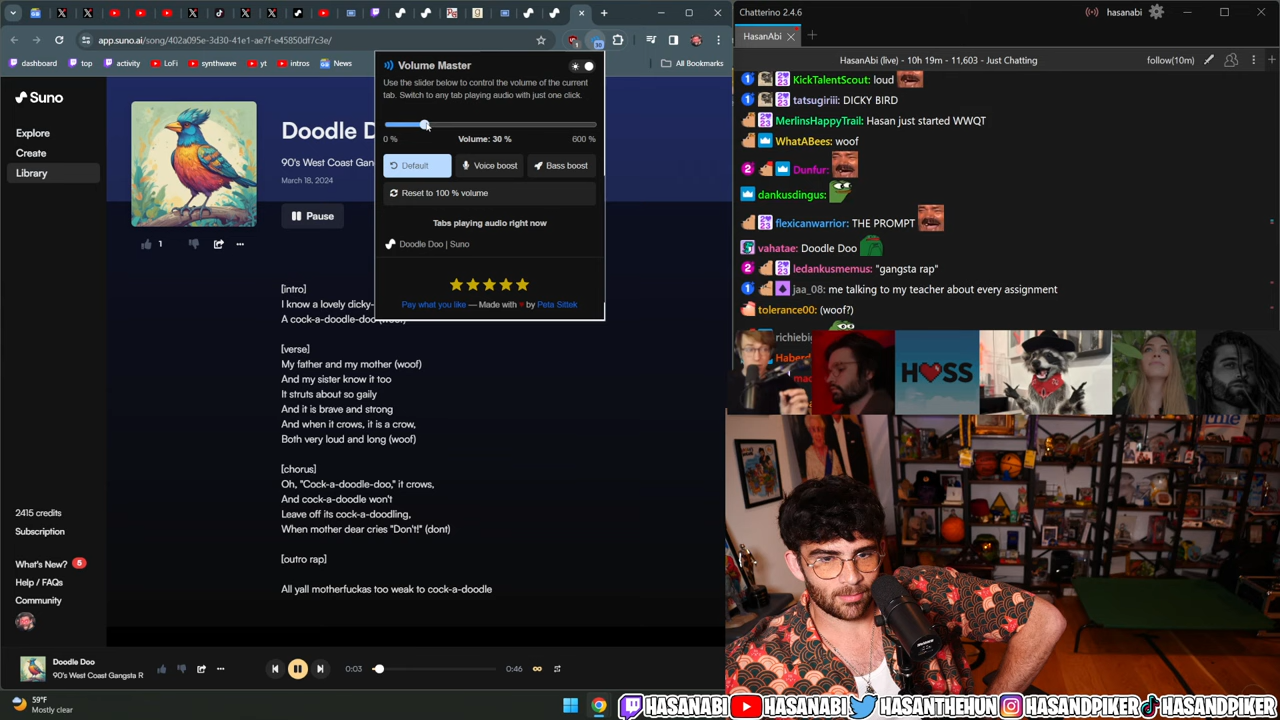 app.suno.ai/song/402a095e-3d30-41e1-ae7f-e45850df7c3e/
dashboard
top
activity
YouTube
synthwave
yt
intros
News
All Bookmarks
Suno
Explore
Create
Library
2415 credits
Subscription
What's New?
5
Help / FAQs
Community
Doodle D
90's West Coast Gan
March 18, 2024
Pause
1
[intro]
I know a lovely dicky-
A cock-a-doodle-doo (woof)
[verse]
My father and my mother (woof)
And my sister know it too
It struts about so gaily
And it is brave and strong
And when it crows, it is a crow,
Both very loud and long (woof)
[chorus]
Oh, "Cock-a-doodle-doo," it crows,
And cock-a-doodle won't
Leave off its cock-a-doodling,
When mother dear cries "Don't!" (dont)
[outro rap]
All yall motherfuckas too weak to cock-a-doodle
Volume Master
Use the slider below to control the volume of the current
tab. Switch to any tab playing audio with just one click.
0 %
Volume: 30 %
600 %
Default
Voice boost
Bass boost
Reset to 100 % volume
Tabs playing audio right now
Doodle Doo | Suno
Pay what you like — Made with ♥ by Peta Sittek
Doodle Doo
90's West Coast Gangsta R
0:03
0:46
59°F
Mostly clear
Chatterino 2.4.6
hasanabi
HasanAbi
HasanAbi (live) - 10h 19m - 11,603 - Just Chatting
follow(10m)
KickTalentScout: loud
tatsugiriii: DICKY BIRD
MerlinsHappyTrail: Hasan just started WWQT
WhatABees: woof
Dunfur:
dankusdingus:
flexicanwarrior: THE PROMPT
vahatae: Doodle Doo
ledankusmemus: "gangsta rap"
jaa_08: me talking to my teacher about every assignment
tolerance00: (woof?)
richiebig
Haberd
HOSS
HASANABI
HASANABI
HASANTHEHUN
HASANDPIKER
HASANDPIKER